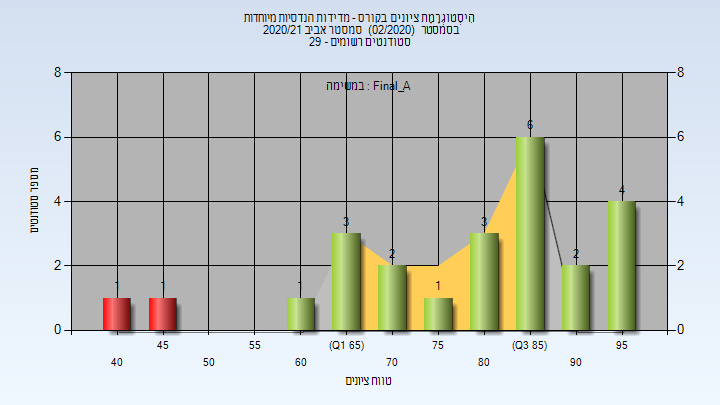 היסטוגרמת ציונים בקורס - מדידות הנדסיות מיוחדות
בסמסטר (02/2020) סמסטר אביב 2020/21
סטודנטים רשומים - 29
במשימה : Final_A
8 8
6 6
4 4
2 2
0 0
מספר סטודנטים
1 1 1 3 2 1 3 6 2 4
45 55 (Q1 65) 75 (Q3 85) 95
40 50 60 70 80 90
טווח ציונים